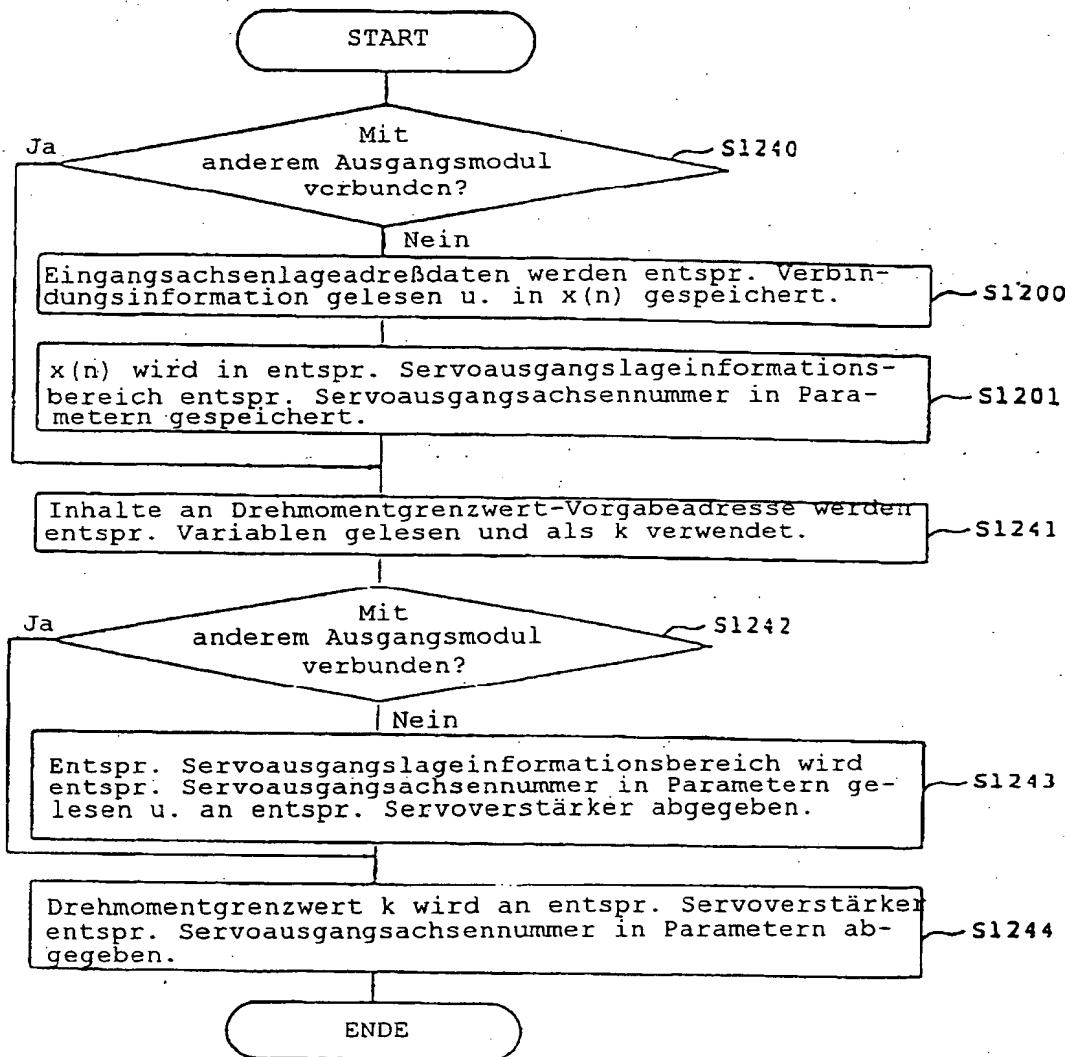 START
Mit
Ja
anderem Ausgangsmodul
S1240
verbunden?
Nein
Eingangsachsenlageadreßdaten werden entspr. Verbin-
dungsinformation gelesen u. in x(n) gespeichert.
S1200
x(n) wird in entspr. Servoausgangslageinformations-
bereich entspr. Servoausgangsachsennummer in Para-
metern gespeichert.
S1201
Inhalte an Drehmomentgrenzwert-Vorgabeadresse werden
entspr. Variablen gelesen und als k verwendet.
S1241
Mit
Ja
anderem Ausgangsmodul
S1242
verbunden?
Nein
Entspr. Servoausgangslageinformationsbereich wird
entspr. Servoausgangsachsennummer in Parametern ge-
lesen u. an entspr. Servoverstärker abgegeben.
S1243
Drehmomentgrenzwert k wird an entspr. Servoverstärker
entspr. Servoausgangsachsennummer in Parametern ab-
gegeben.
S1244
ENDE